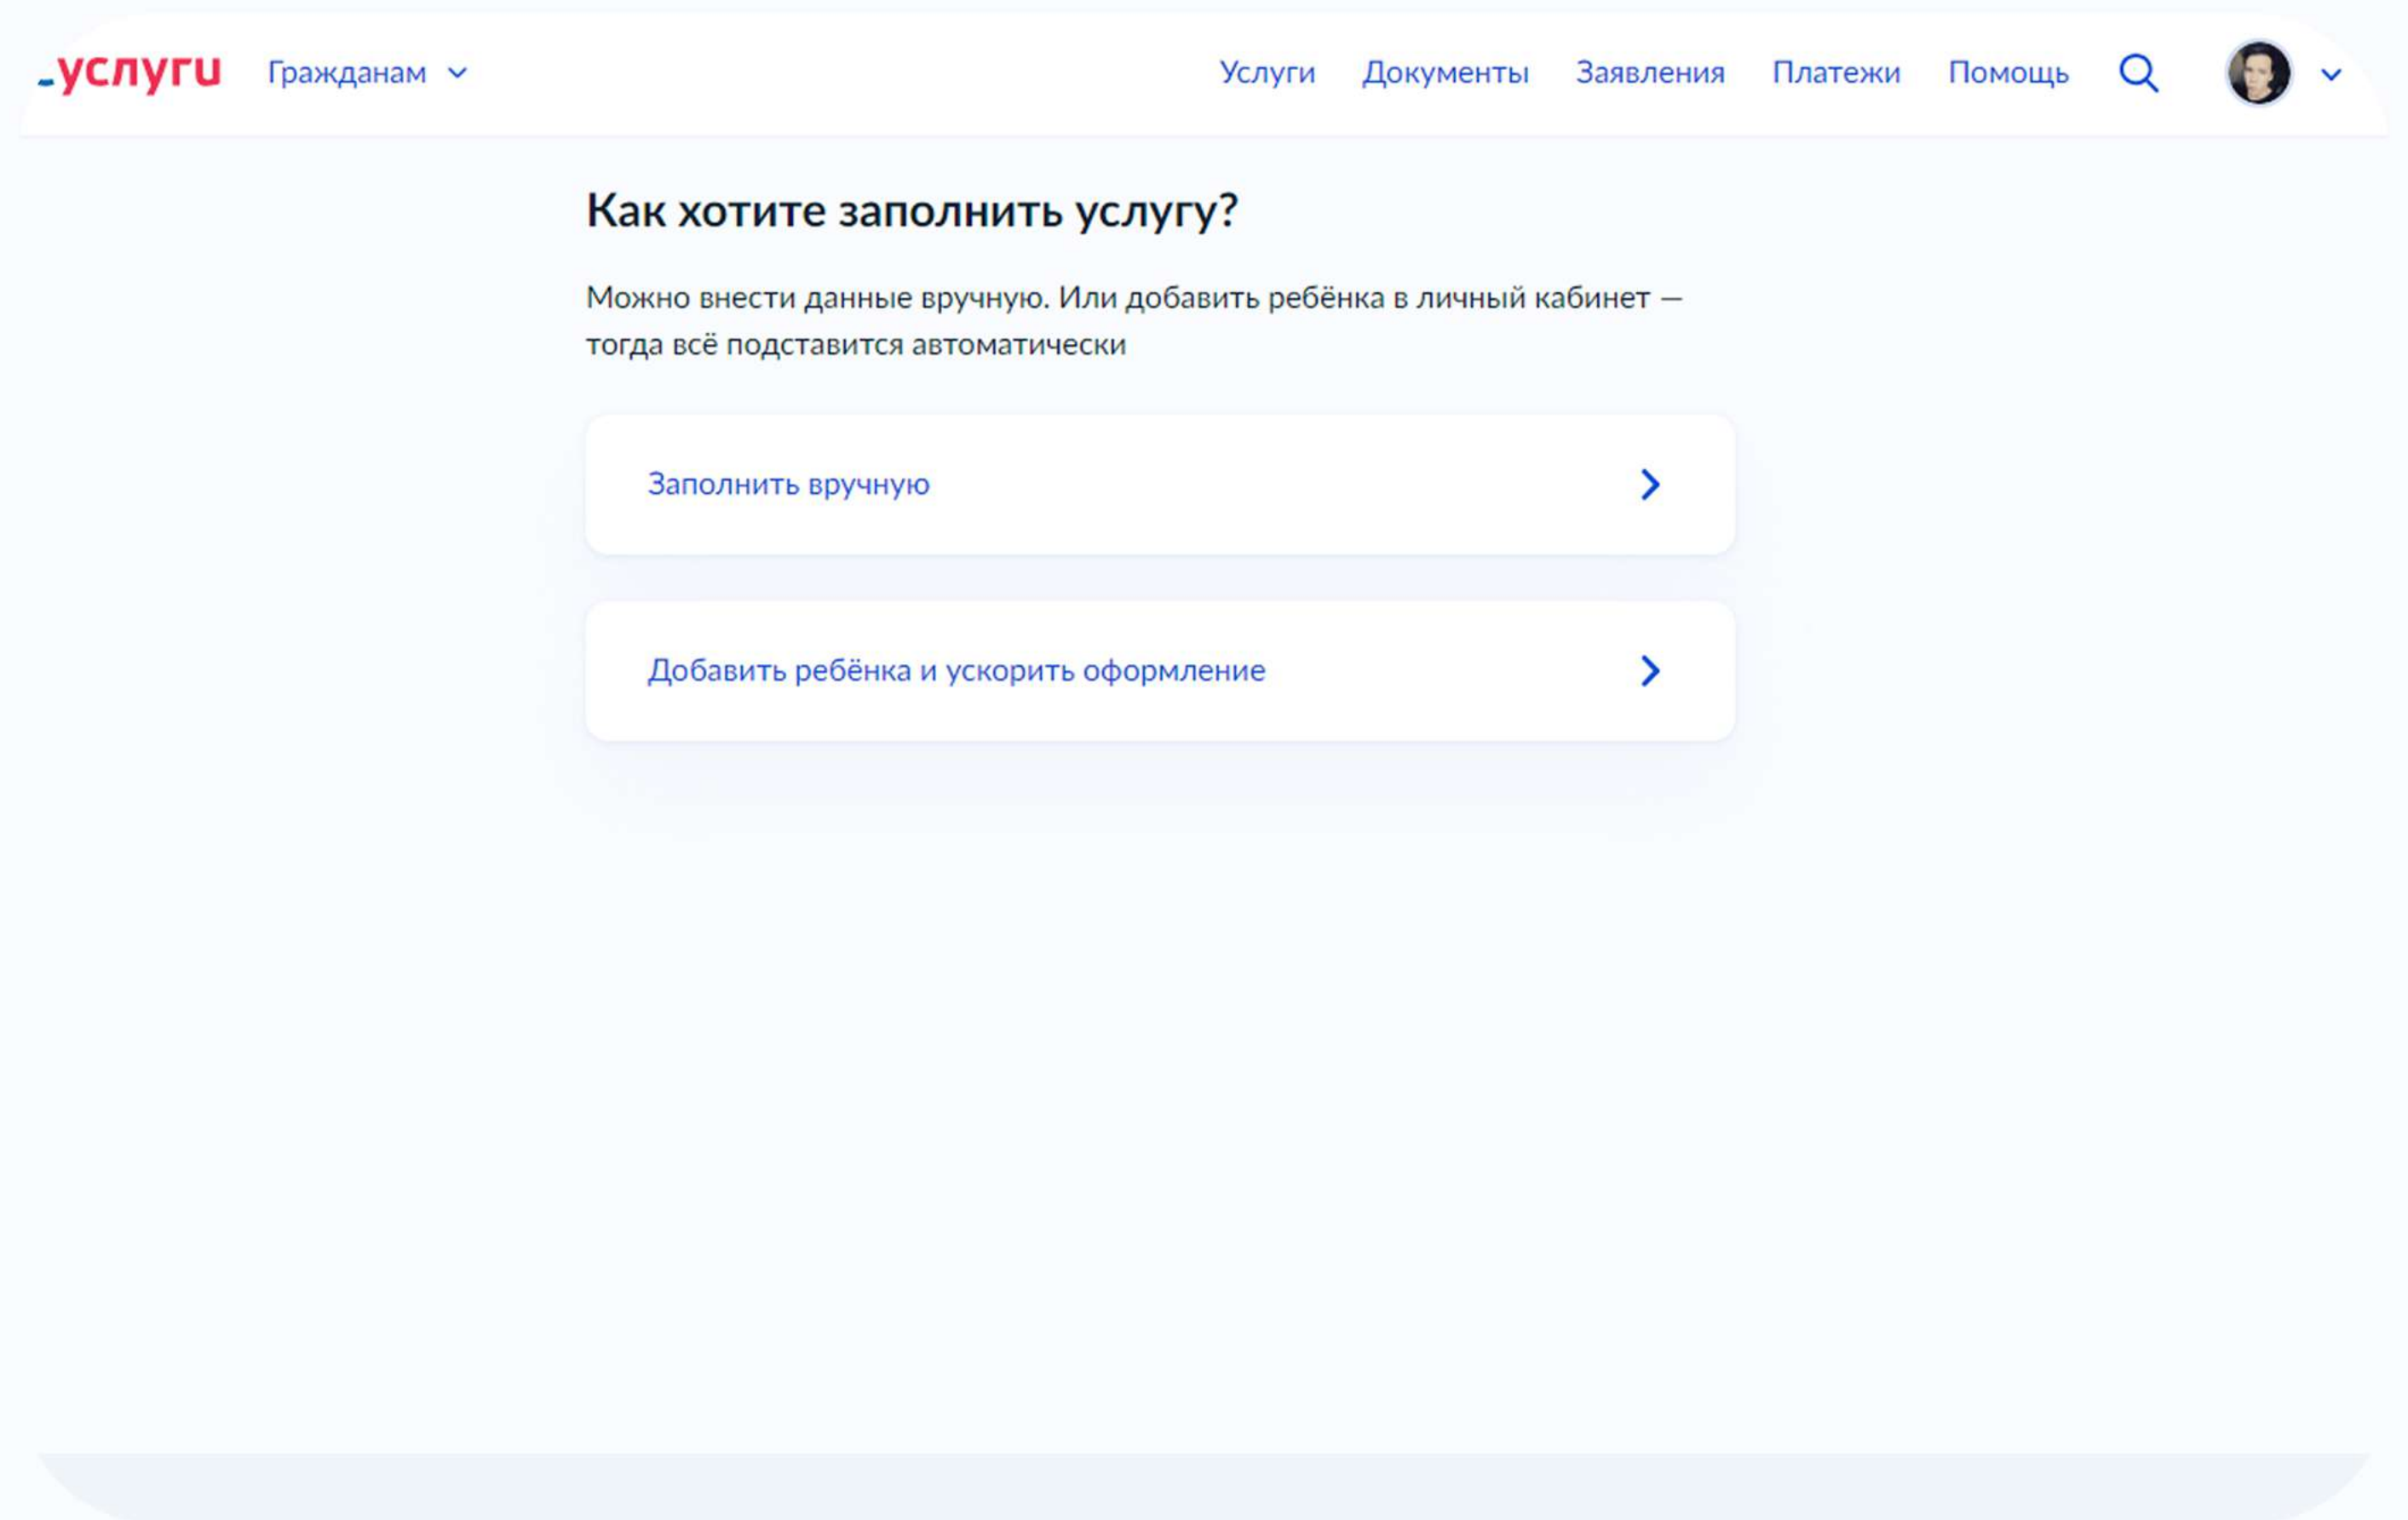 услуги Гражданам Услуги Документы Заявления Платежи Помощь
Как хотите заполнить услугу?
Можно внести данные вручную. Или добавить ребёнка в личный кабинет —
тогда всё подставится автоматически
Заполнить вручную
Добавить ребёнка и ускорить оформление